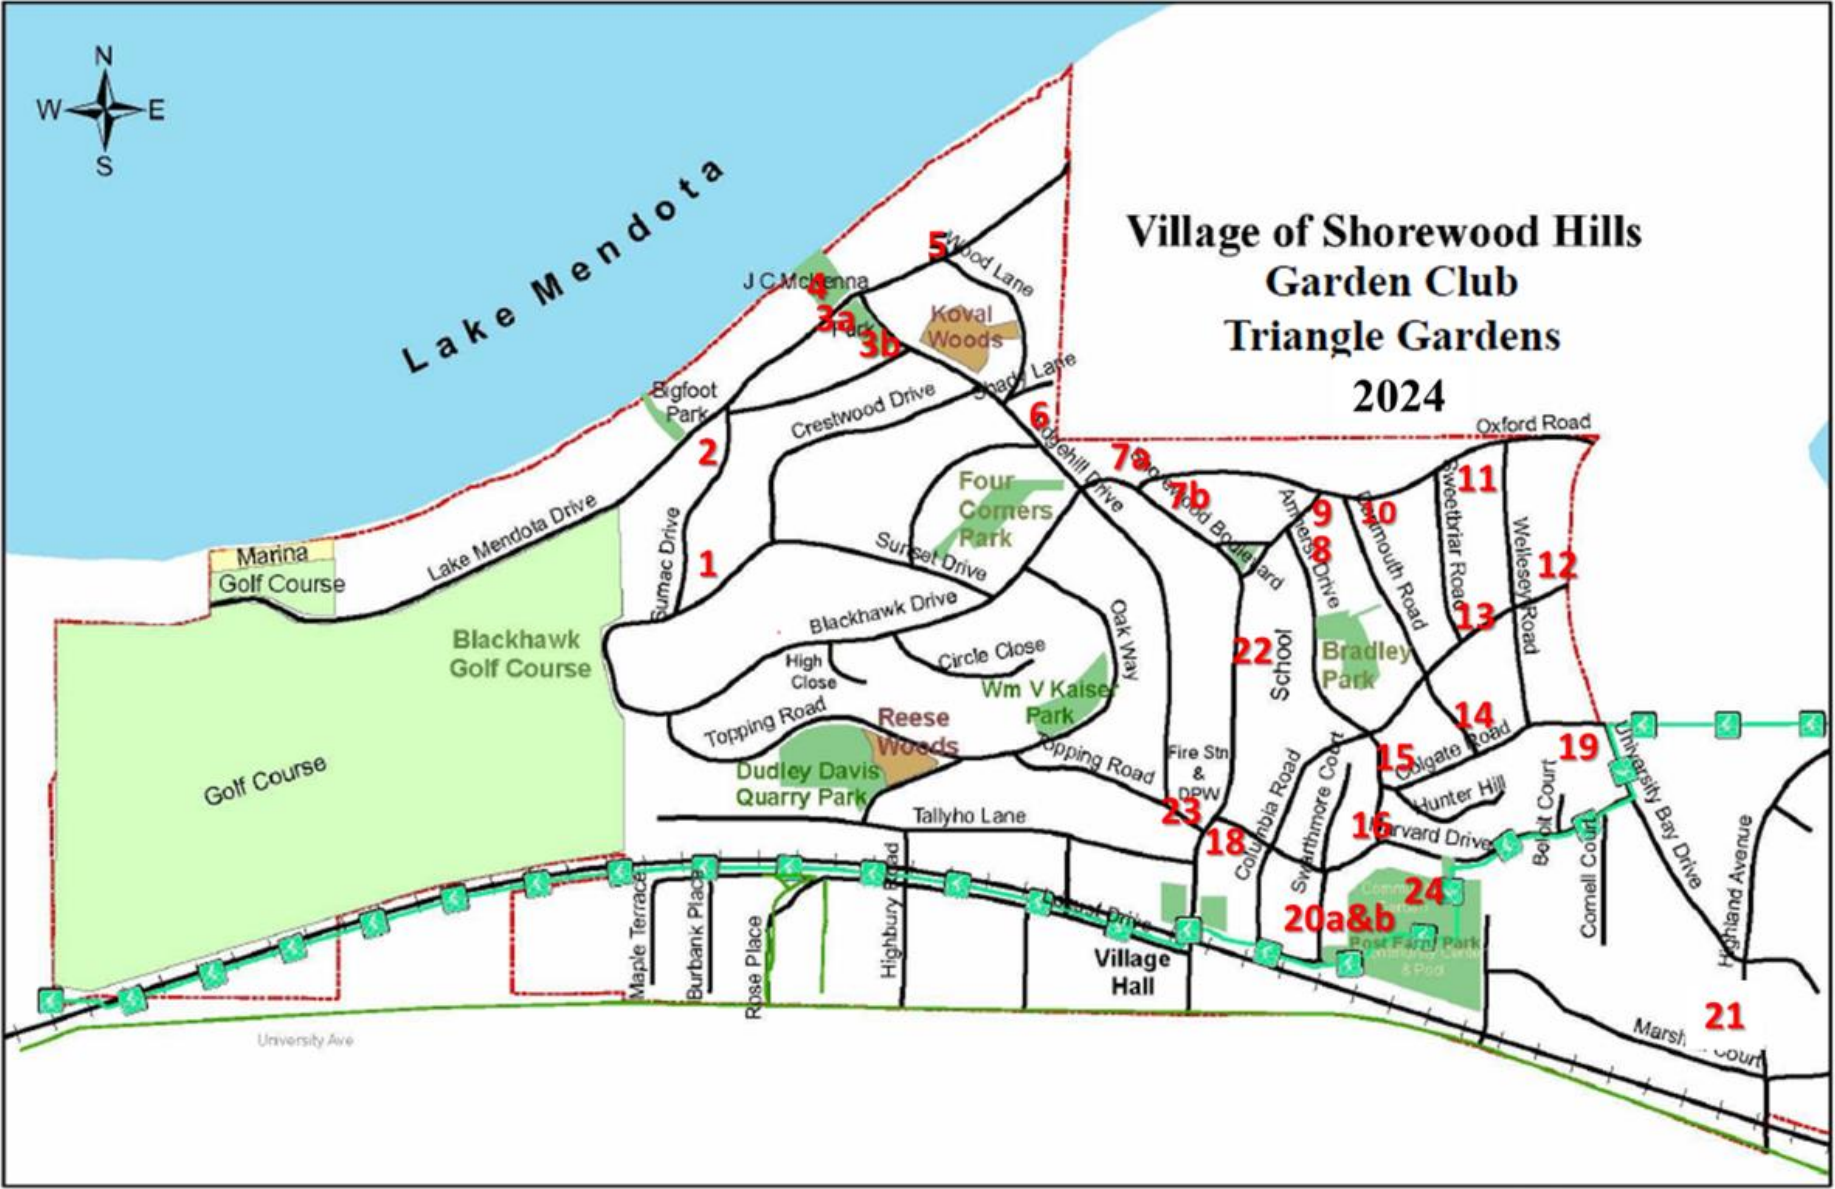 N
W E
S
Lake Mendota
Village of Shorewood Hills
Garden Club
Triangle Gardens
2024
5
Wood Lane
J C McKenna
4
3a
Park
3b
Koval
Woods
Shady Lane
Bigfoot
Park
Crestwood Drive
6
Oxford Road
2
7a
7b
11
Four
Corners
Park
9
10
Lake Mendota Drive
Marina
Golf Course
Sumac Drive
1
Sunset Drive
8
Amherst Drive
Sweetbriar Road
Wellesey Road
12
Blackhawk Drive
13
Blackhawk
Golf Course
High
Close
Circle Close
Oak Way
22
School
Bradley
Park
Wm V Kaiser
Park
Topping Road
Reese
Woods
14
Dudley Davis
Quarry Park
Topping Road
Fire Stn
&
DPW
15
Colgate Road
19
Golf Course
Hunter Hill
University Bay Drive
Tallyho Lane
23
18
Columbia Road
Swarthmore Court
16
Harvard Drive
Beloit Court
Cornell Court
Highland Avenue
Maple Terrace
Burbank Place
Rose Place
Highbury Road
Locust Drive
24
20a&b
Post Farm Park
& Pool
Village
Hall
21
University Ave
Court